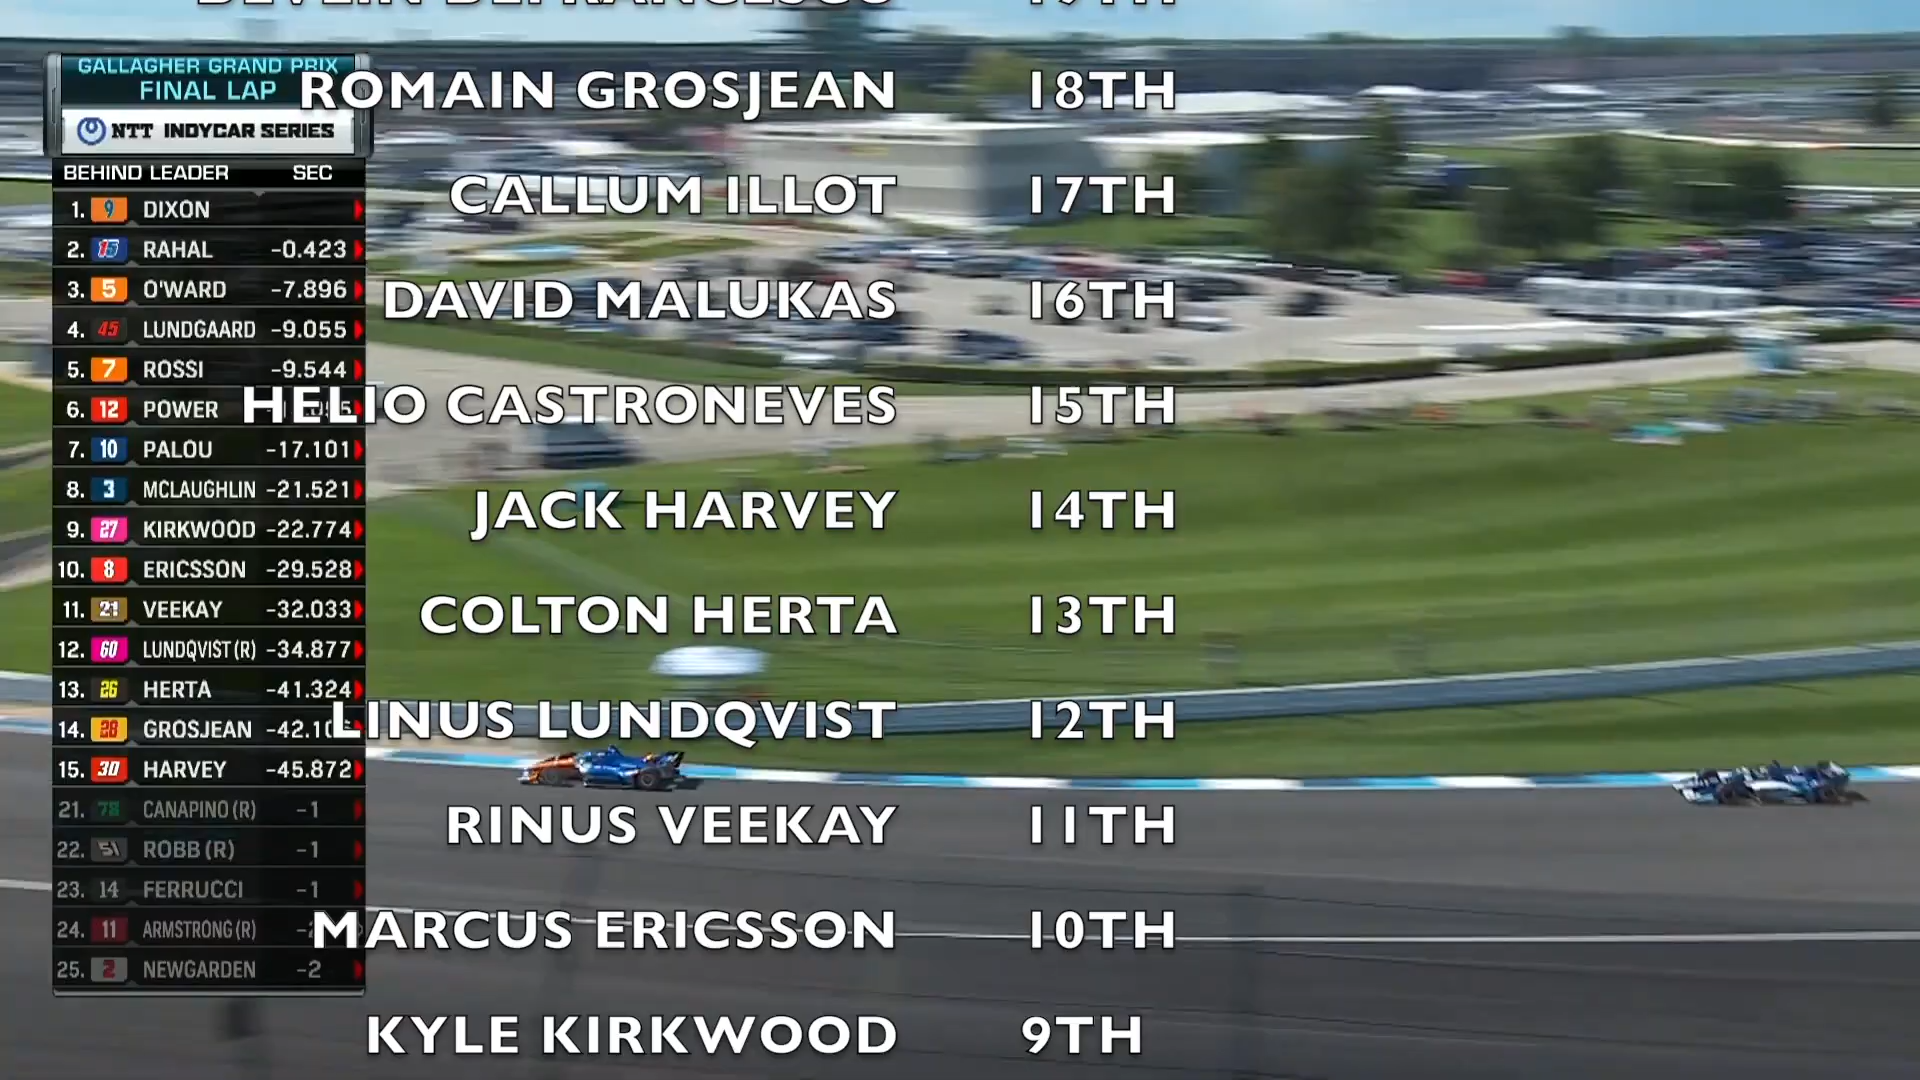 DEVLIN DEFRANCESCO 19TH
GALLAGHER GRAND PRIX
FINAL LAP
NTT INDYCAR SERIES
BEHIND LEADER SEC
1. 9 DIXON
2. 15 RAHAL -0.423
3. 5 O'WARD -7.896
4. 45 LUNDGAARD -9.055
5. 7 ROSSI -9.544
6. 12 POWER
7. 10 PALOU -17.101
8. 3 MCLAUGHLIN -21.521
9. 27 KIRKWOOD -22.774
10. 8 ERICSSON -29.528
11. 21 VEEKAY -32.033
12. 60 LUNDQVIST (R) -34.877
13. 26 HERTA -41.324
14. 28 GROSJEAN
15. 30 HARVEY -45.872
21. 78 CANAPINO (R) -1
22. 51 ROBB (R) -1
23. 14 FERRUCCI -1
24. 11 ARMSTRONG (R)
25. 2 NEWGARDEN -2
ROMAIN GROSJEAN 18TH
CALLUM ILLOT 17TH
DAVID MALUKAS 16TH
HELIO CASTRONEVES 15TH
JACK HARVEY 14TH
COLTON HERTA 13TH
LINUS LUNDQVIST 12TH
RINUS VEEKAY 11TH
MARCUS ERICSSON 10TH
KYLE KIRKWOOD 9TH